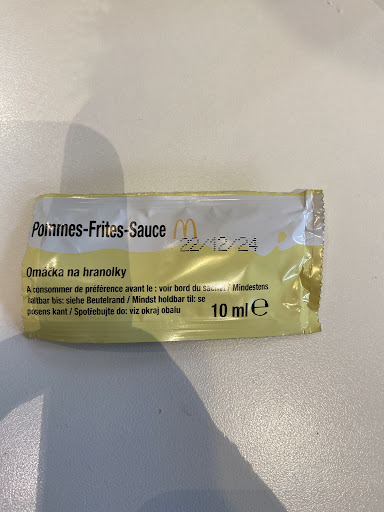 Pommes-Frites-Sauce
22/12/24
Omáčka na hranolky
A consommer de préférence avant le : voir bord du sachet / Mindestens
haltbar bis: siehe Beutelrand / Mindst holdbar til: se
posens kant / Spotřebujte do: viz okraj obalu
10 ml e